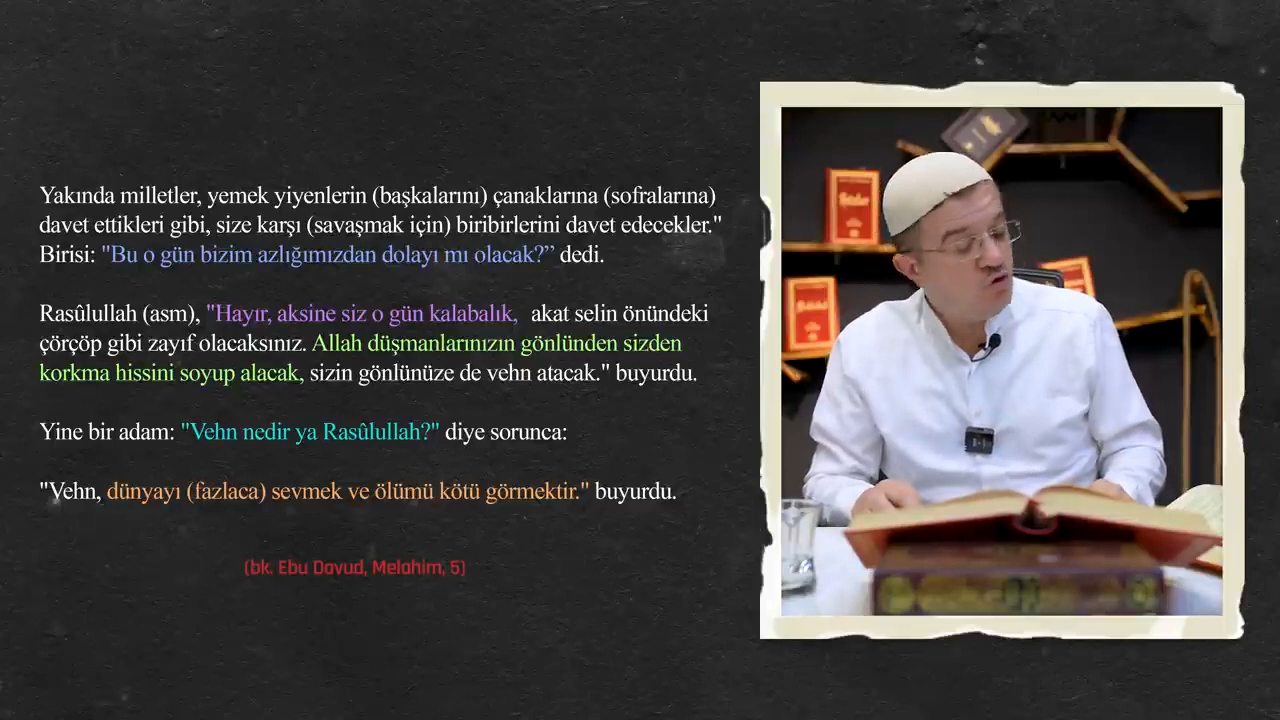 Yakında milletler, yemek yiyenlerin (başkalarını) çanaklarına (sofralarına)
davet ettikleri gibi, size karşı (savaşmak için) biribirlerini davet edecekler."
Birisi: "Bu o gün bizim azlığımızdan dolayı mı olacak?” dedi.
Rasûlullah (asm), "Hayır, aksine siz o gün kalabalık, akat selin önündeki
çörçöp gibi zayıf olacaksınız. Allah düşmanlarınızın gönlünden sizden
korkma hissini soyup alacak, sizin gönlünüze de vehn atacak." buyurdu.
Yine bir adam: "Vehn nedir ya Rasûlullah?" diye sorunca:
"Vehn, dünyayı (fazlaca) sevmek ve ölümü kötü görmektir." buyurdu.
(bk. Ebu Davud, Melahim, 5)